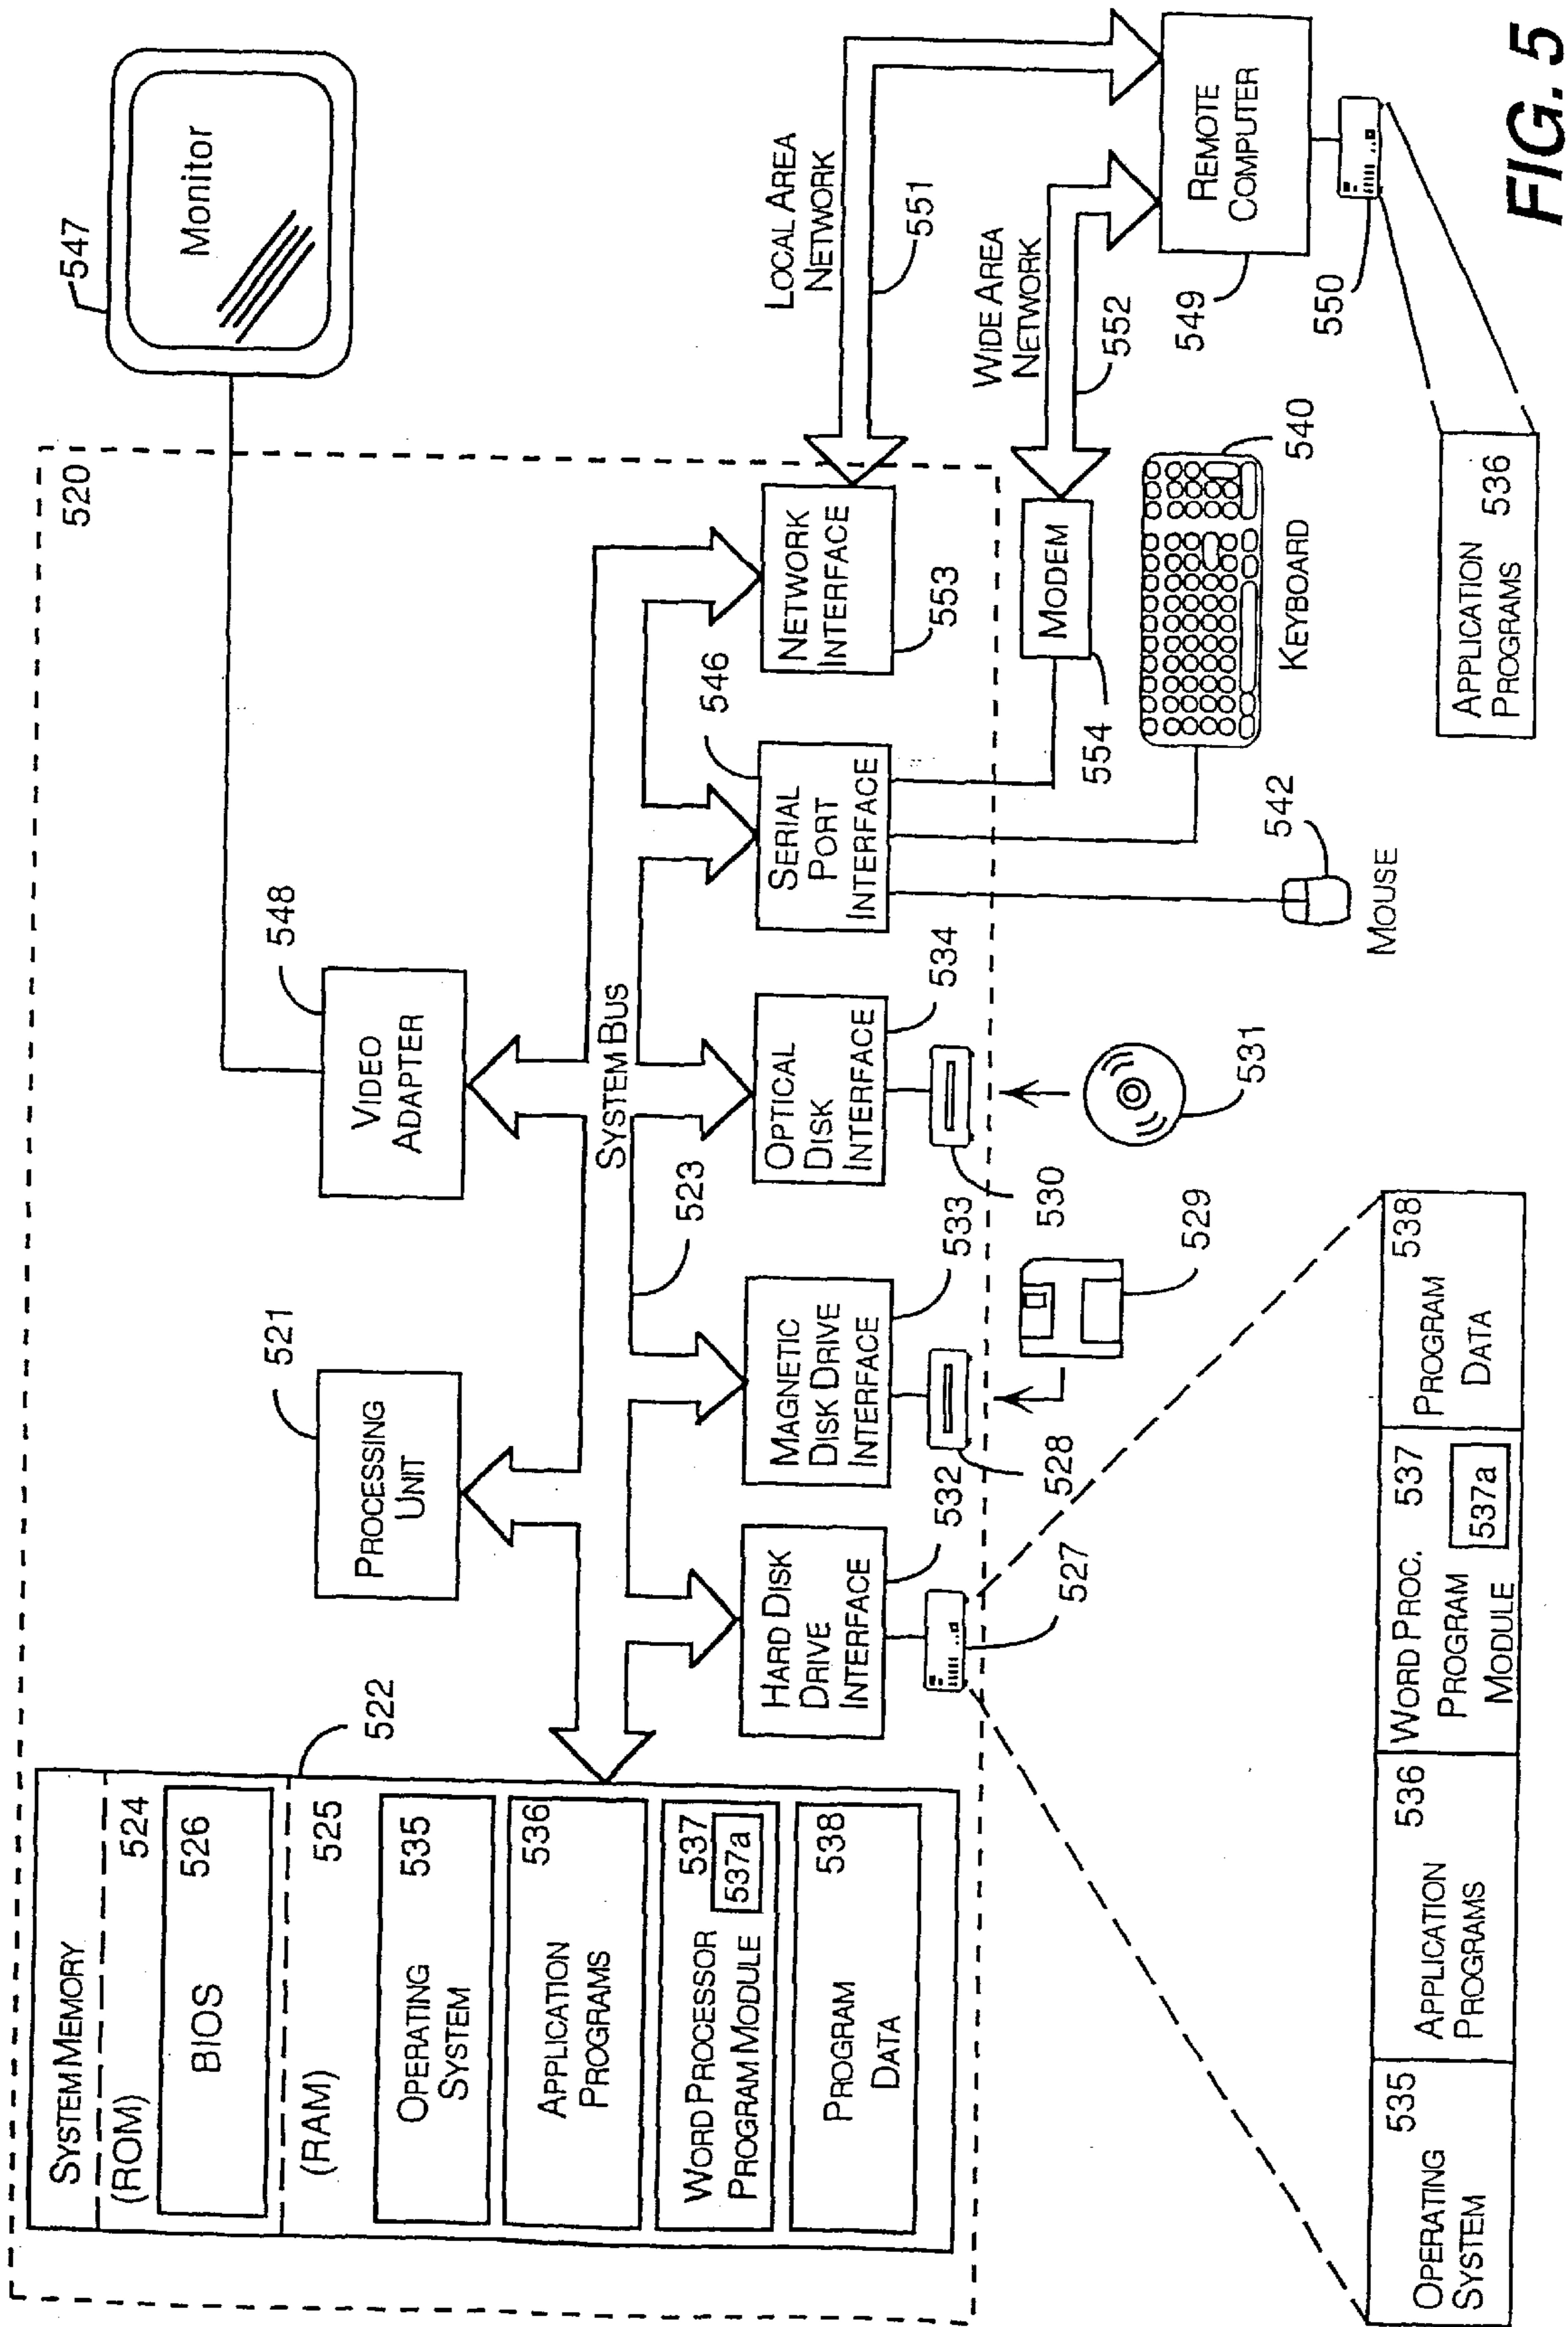 520
SYSTEM MEMORY
(ROM) 524
BIOS 526
(RAM) 525
OPERATING
SYSTEM
535
APPLICATION
PROGRAMS
536
WORD PROCESSOR
PROGRAM MODULE
537
537a
PROGRAM
DATA
538
522
PROCESSING
UNIT
521
VIDEO
ADAPTER
548
547
Monitor
SYSTEM BUS
523
HARD DISK
DRIVE
INTERFACE
532
MAGNETIC
DISK DRIVE
INTERFACE
533
OPTICAL
DISK
INTERFACE
534
SERIAL
PORT
INTERFACE
546
NETWORK
INTERFACE
553
LOCAL AREA
NETWORK
551
WIDE AREA
NETWORK
552
527
528
530
529
531
MODEM
554
KEYBOARD
540
MOUSE
542
REMOTE
COMPUTER
549
550
OPERATING
SYSTEM
535
APPLICATION
PROGRAMS
536
WORD PROC. 537
PROGRAM
MODULE
537a
PROGRAM
DATA
538
APPLICATION
PROGRAMS
536
FIG. 5